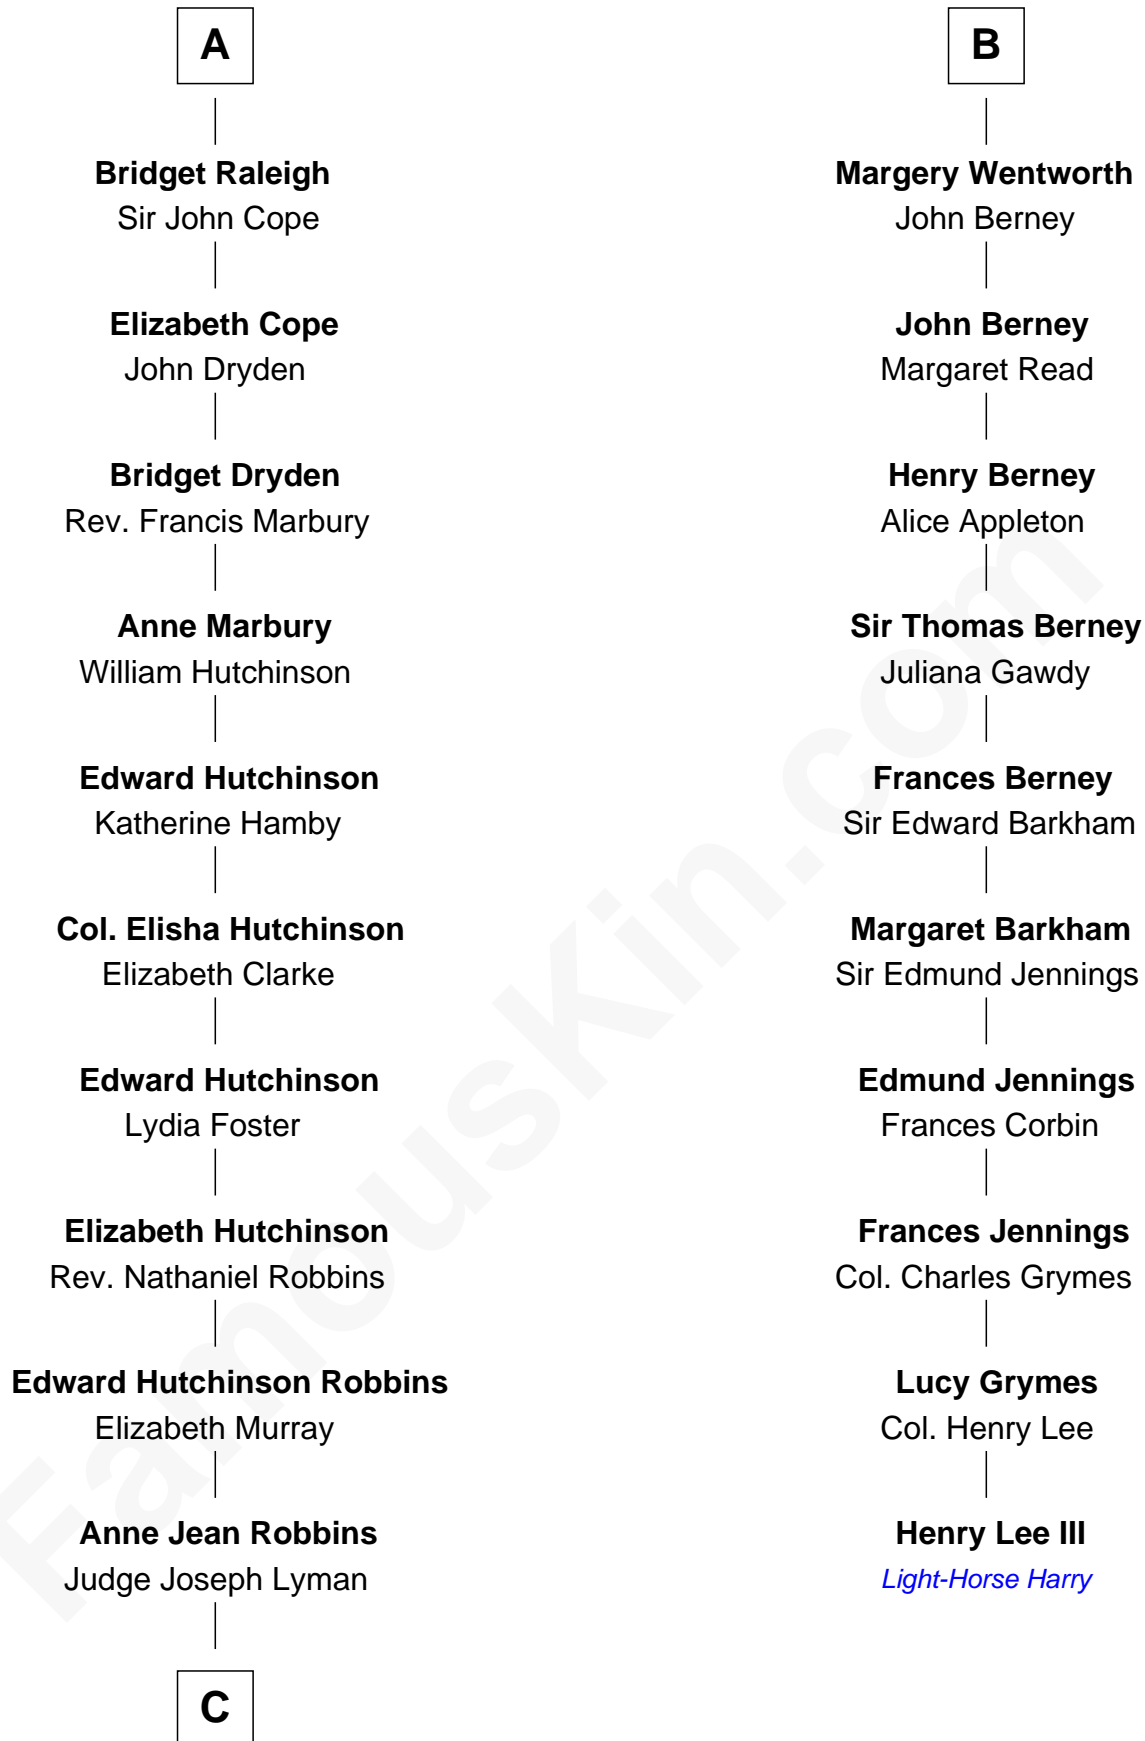 A
Bridget Raleigh
Sir John Cope
Elizabeth Cope
John Dryden
Bridget Dryden
Rev. Francis Marbury
Anne Marbury
William Hutchinson
Edward Hutchinson
Katherine Hamby
Col. Elisha Hutchinson
Elizabeth Clarke
Edward Hutchinson
Lydia Foster
Elizabeth Hutchinson
Rev. Nathaniel Robbins
Edward Hutchinson Robbins
Elizabeth Murray
Anne Jean Robbins
Judge Joseph Lyman
C
B
Margery Wentworth
John Berney
John Berney
Margaret Read
Henry Berney
Alice Appleton
Sir Thomas Berney
Juliana Gawdy
Frances Berney
Sir Edward Barkham
Margaret Barkham
Sir Edmund Jennings
Edmund Jennings
Frances Corbin
Frances Jennings
Col. Charles Grymes
Lucy Grymes
Col. Henry Lee
Henry Lee III
Light-Horse Harry
FamousKin.com